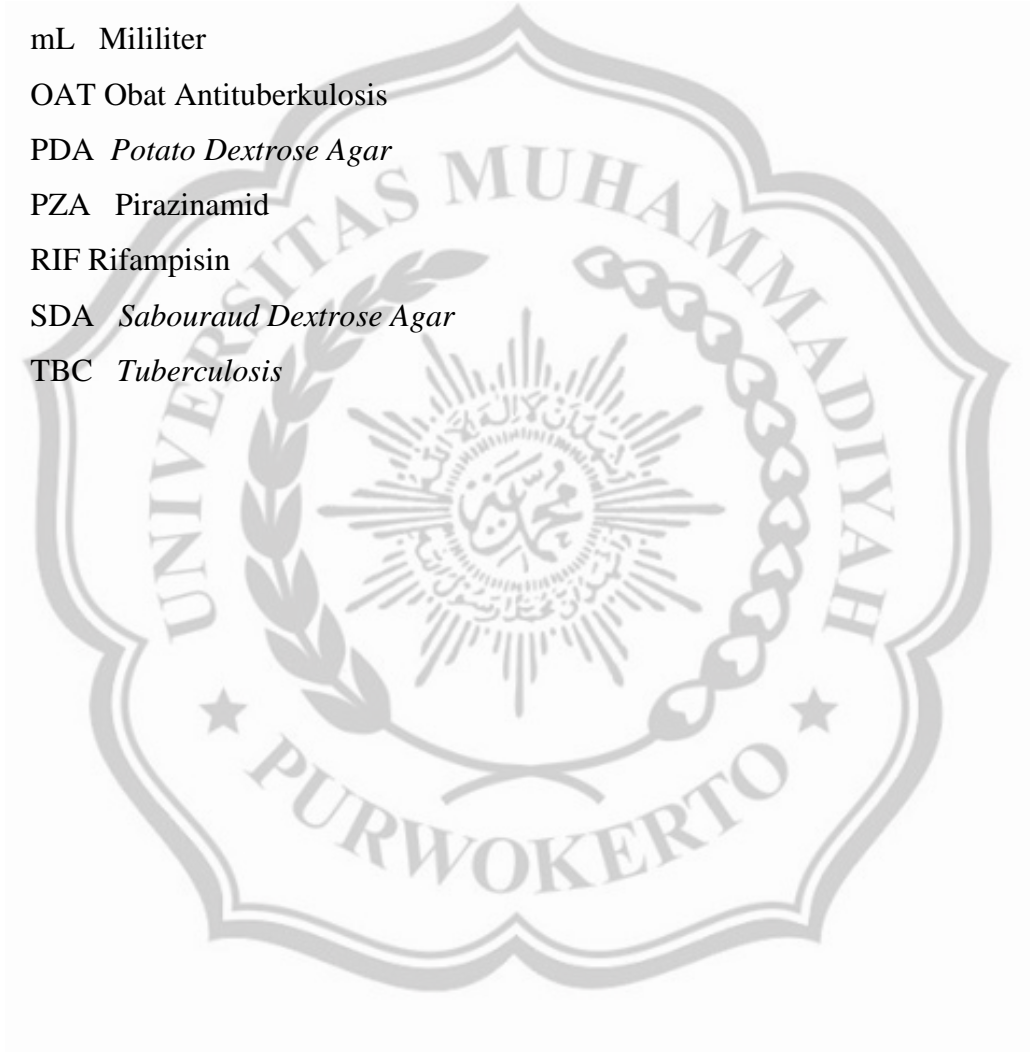 mL Mililiter
OAT Obat Antituberkulosis
PDA Potato Dextrose Agar
PZA Pirazinamid
RIF Rifampisin
SDA Sabouraud Dextrose Agar
TBC Tuberculosis
UNIVERSITAS MUHAMMADIYAH
PURWOKERTO